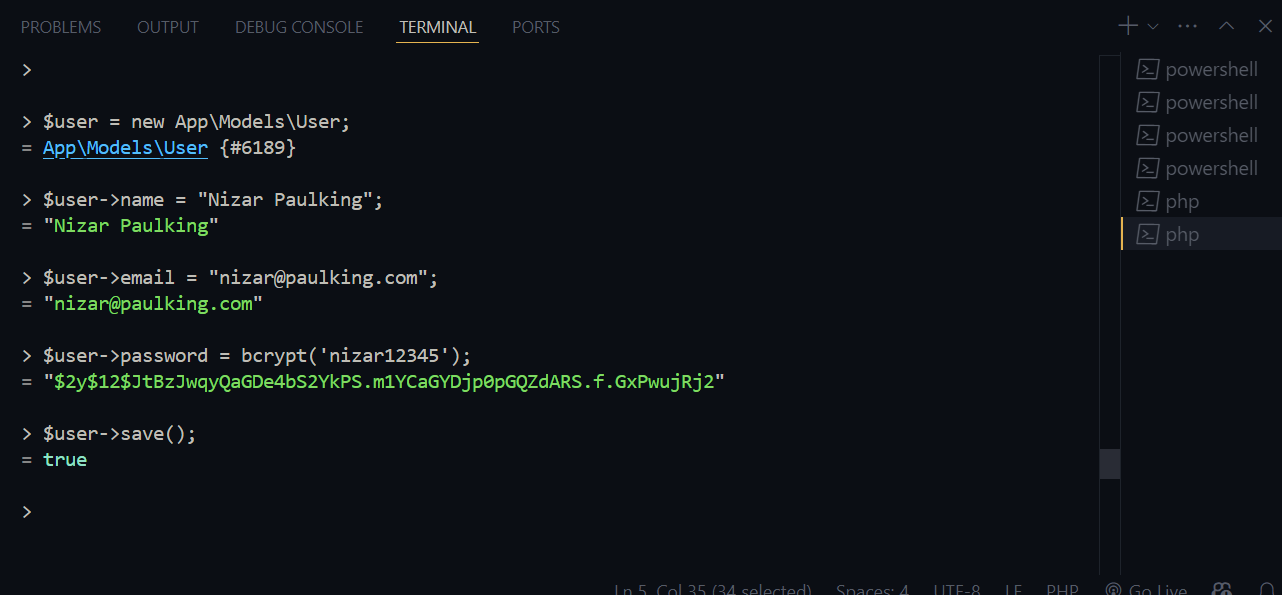 PROBLEMS OUTPUT DEBUG CONSOLE TERMINAL PORTS
>
> $user = new App\Models\User;
= App\Models\User {#6189}
> $user->name = "Nizar Paulking";
= "Nizar Paulking"
> $user->email = "nizar@paulking.com";
= "nizar@paulking.com"
> $user->password = bcrypt('nizar12345');
= "$2y$12$JtBzJwqyQaGDe4bS2YkPS.m1YCaGYDjp0pGQZdARS.f.GxPwujRj2"
> $user->save();
= true
>
powershell
powershell
powershell
powershell
php
php
Ln 5, Col 35 (34 selected) Spaces: 4 UTF-8 LF PHP Go Live